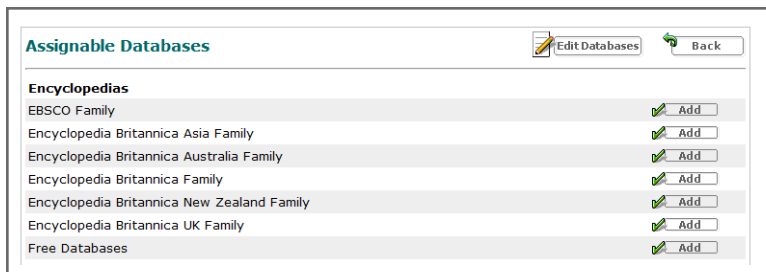 Assignable Databases Edit Databases Back
Encyclopedias
EBSCO Family Add
Encyclopedia Britannica Asia Family Add
Encyclopedia Britannica Australia Family Add
Encyclopedia Britannica Family Add
Encyclopedia Britannica New Zealand Family Add
Encyclopedia Britannica UK Family Add
Free Databases Add